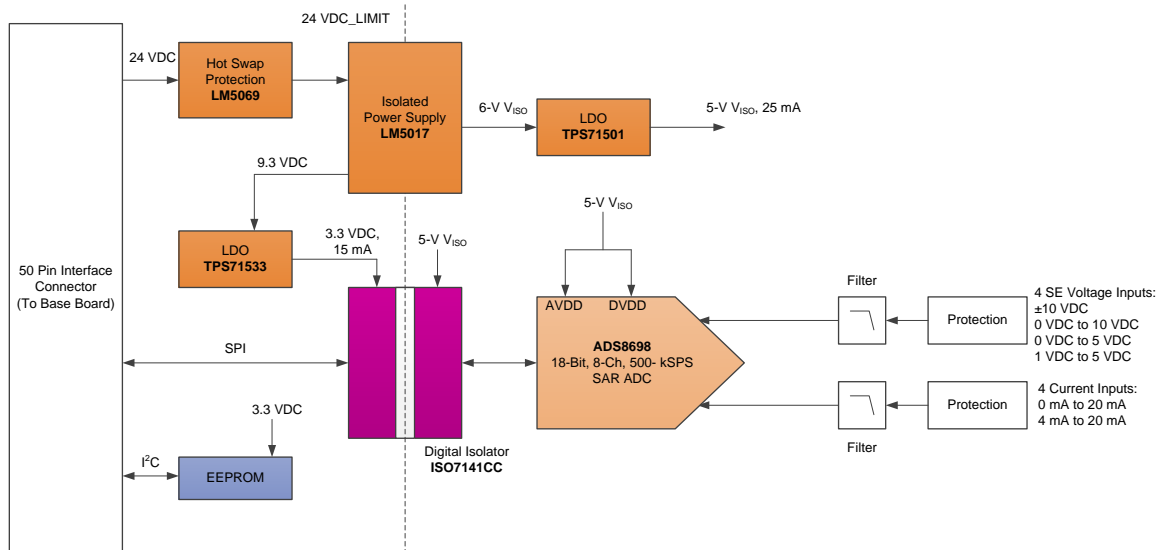 24 VDC_LIMIT
24 VDC
Hot Swap
Protection
LM5069
Isolated
Power Supply
LM5017
6-V VISO
LDO
TPS71501
5-V VISO, 25 mA
9.3 VDC
LDO
TPS71533
3.3 VDC,
15 mA
5-V VISO
5-V VISO
50 Pin Interface
Connector
(To Base Board)
SPI
AVDD
DVDD
ADS8698
18-Bit, 8-Ch, 500- kSPS
SAR ADC
Filter
Protection
4 SE Voltage Inputs:
±10 VDC
0 VDC to 10 VDC
0 VDC to 5 VDC
1 VDC to 5 VDC
Filter
Protection
4 Current Inputs:
0 mA to 20 mA
4 mA to 20 mA
3.3 VDC
I2C
EEPROM
Digital Isolator
ISO7141CC